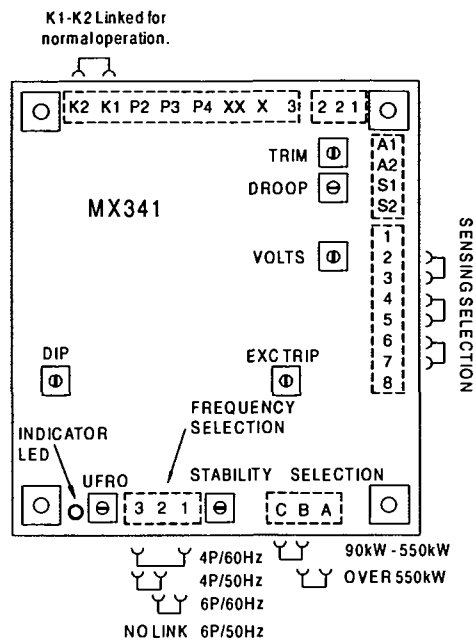 K1-K2 Linked for
normal operation.
K2 K1 P2 P3 P4 XX X 3 2 2 1
TRIM
A1
A2
DROOP
S1
S2
MX341
VOLTS
1
2
3
4
5
6
7
8
SENSING SELECTION
DIP
EXC TRIP
FREQUENCY
SELECTION
INDICATOR
LED
UFRO
STABILITY SELECTION
3 2 1
C B A
4P/60Hz
90kW - 550kW
4P/50Hz
OVER 550kW
6P/60Hz
NO LINK 6P/50Hz